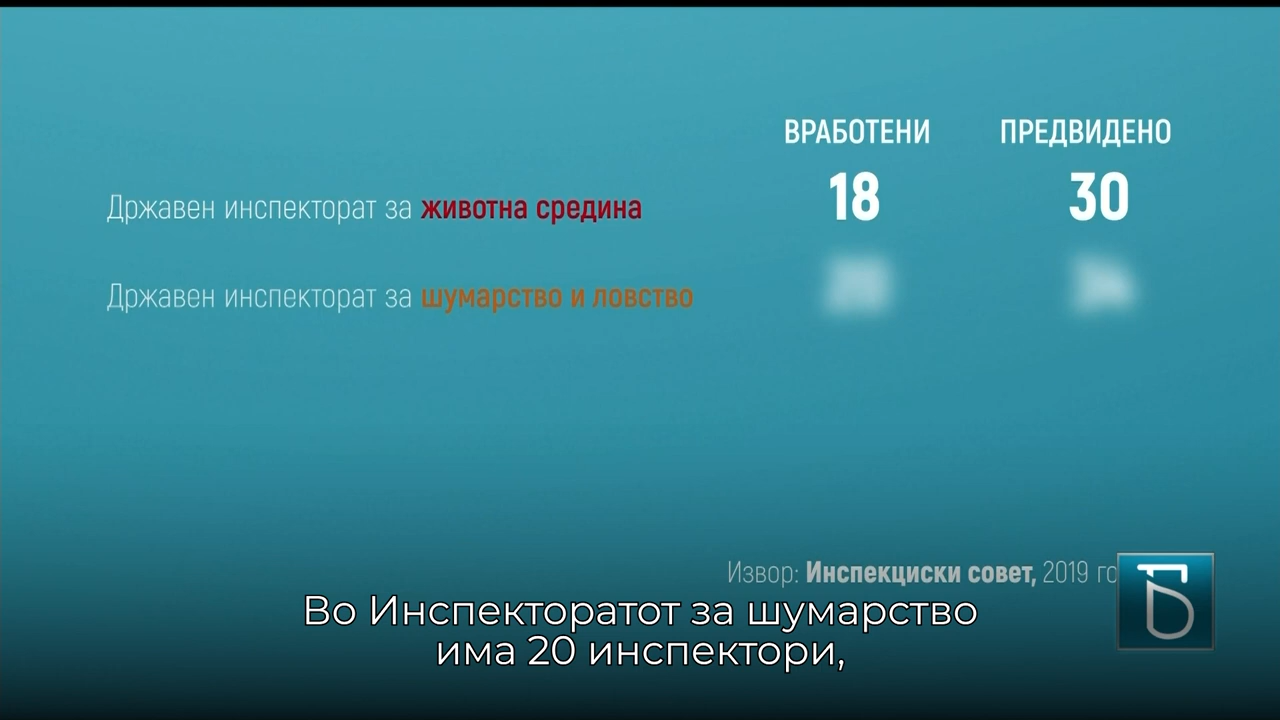 ВРАБОТЕНИ ПРЕДВИДЕНО
Државен инспекторат за животна средина 18 30
Државен инспекторат за шумарство и ловство
Извор: Инспекциски совет, 2019
Во Инспекторатот за шумарство
има 20 инспектори,